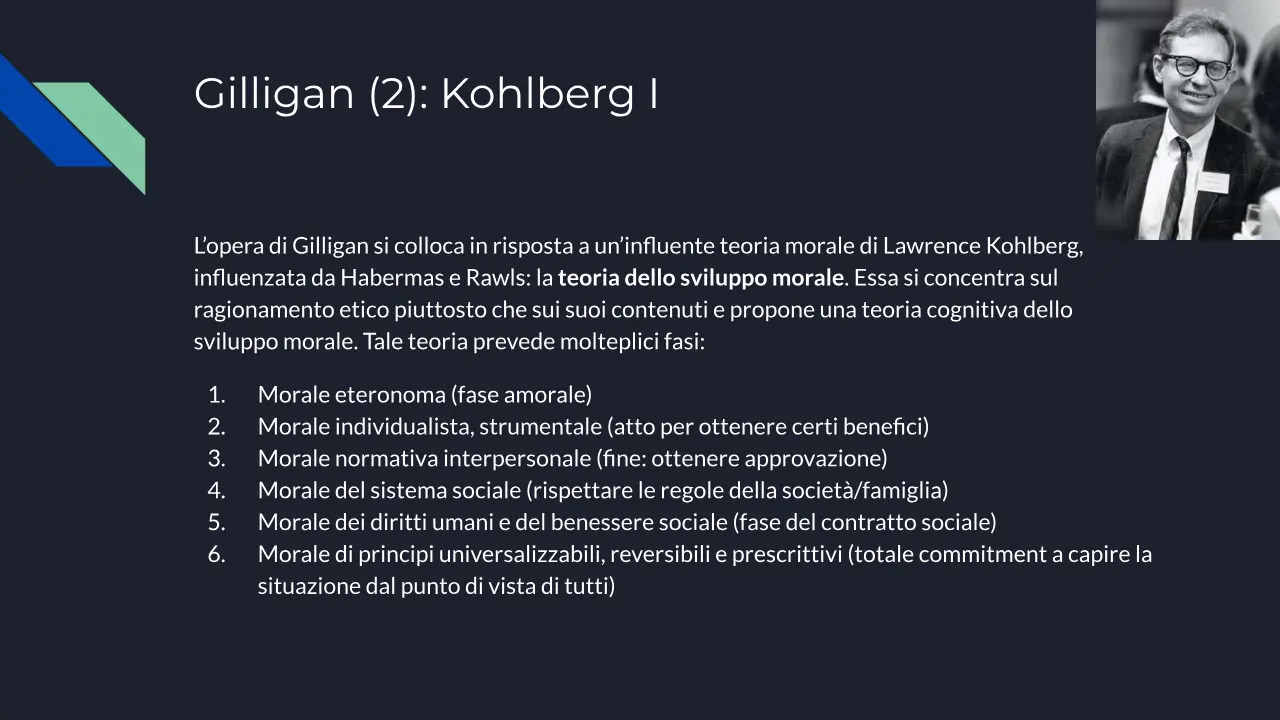 Gilligan (2): Kohlberg I
L’opera di Gilligan si colloca in risposta a un’influente teoria morale di Lawrence Kohlberg,
influenzata da Habermas e Rawls: la teoria dello sviluppo morale. Essa si concentra sul
ragionamento etico piuttosto che sui suoi contenuti e propone una teoria cognitiva dello
sviluppo morale. Tale teoria prevede molteplici fasi:
1. Morale eteronoma (fase amorale)
2. Morale individualista, strumentale (atto per ottenere certi benefici)
3. Morale normativa interpersonale (fine: ottenere approvazione)
4. Morale del sistema sociale (rispettare le regole della società/famiglia)
5. Morale dei diritti umani e del benessere sociale (fase del contratto sociale)
6. Morale di principi universalizzabili, reversibili e prescrittivi (totale commitment a capire la
situazione dal punto di vista di tutti)